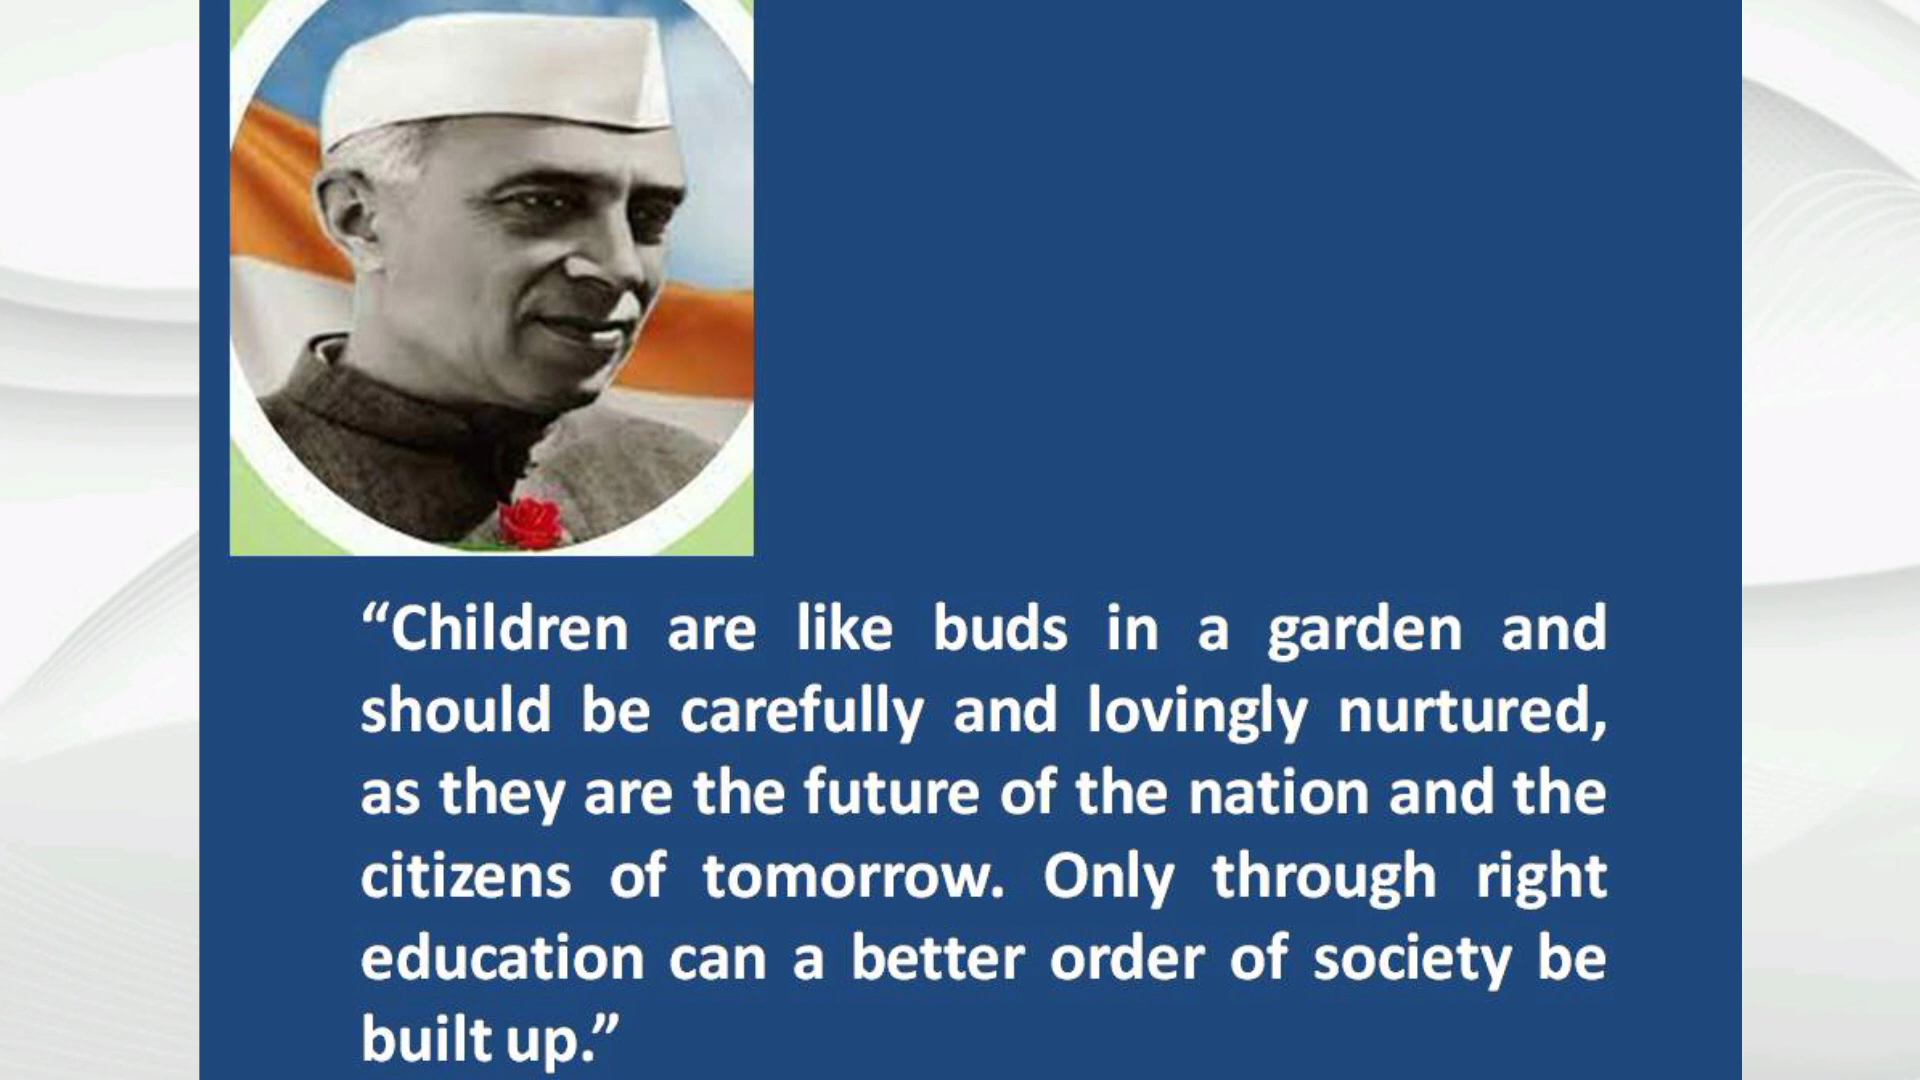 “Children are like buds in a garden and
should be carefully and lovingly nurtured,
as they are the future of the nation and the
citizens of tomorrow. Only through right
education can a better order of society be
built up.”